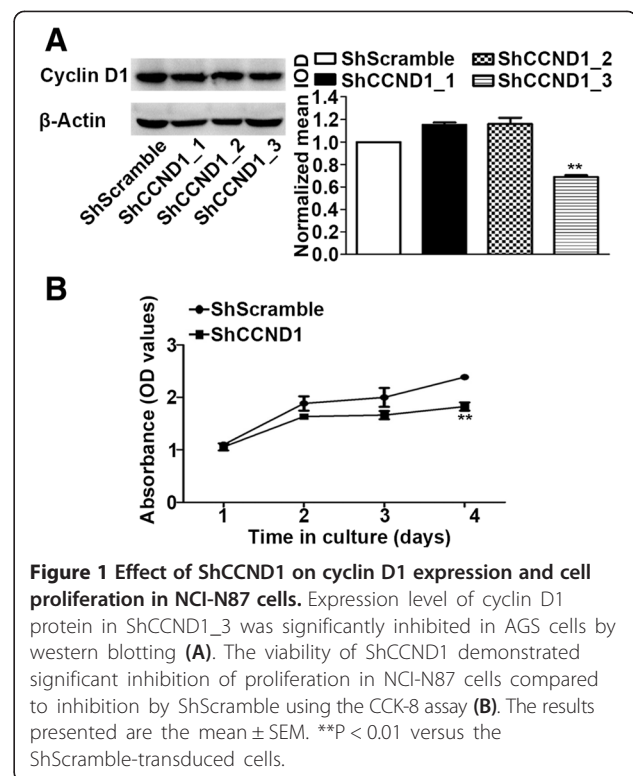 A
Cyclin D1
β-Actin
ShScramble
ShCCND1_1
ShCCND1_2
ShCCND1_3
ShScramble
ShCCND1_2
ShCCND1_1
ShCCND1_3
Normalized mean IOD
1.4
1.2
1.0
0.8
0.6
0.4
0.2
0.0
**
B
ShScramble
ShCCND1
Absorbance (OD values)
3
2
1
0
**
1 2 3 4
Time in culture (days)
Figure 1 Effect of ShCCND1 on cyclin D1 expression and cell
proliferation in NCI-N87 cells. Expression level of cyclin D1
protein in ShCCND1_3 was significantly inhibited in AGS cells by
western blotting (A). The viability of ShCCND1 demonstrated
significant inhibition of proliferation in NCI-N87 cells compared
to inhibition by ShScramble using the CCK-8 assay (B). The results
presented are the mean ± SEM. **P < 0.01 versus the
ShScramble-transduced cells.